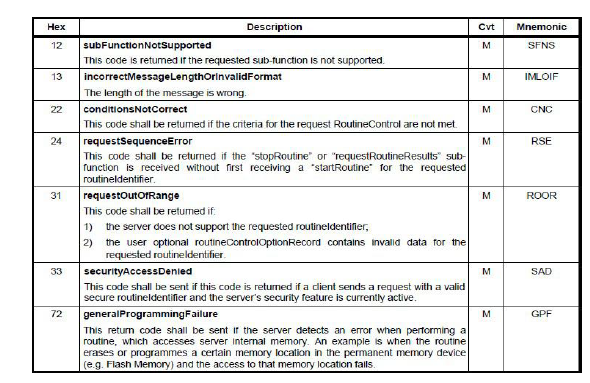 Hex Description Cvt Mnemonic
12 subFunctionNotSupported M SFNS
This code is returned if the requested sub-function is not supported.
13 incorrectMessageLengthOrInvalidFormat M IMLOIF
The length of the message is wrong.
22 conditionsNotCorrect M CNC
This code shall be returned if the criteria for the request RoutineControl are not met.
24 requestSequenceError M RSE
This code shall be returned if the "stopRoutine" or "requestRoutineResults" sub-
function is received without first receiving a "startRoutine" for the requested
routineIdentifier.
31 requestOutOfRange M ROOR
This code shall be returned if:
1) the server does not support the requested routineIdentifier;
2) the user optional routineControlOptionRecord contains invalid data for the
requested routineIdentifier.
33 securityAccessDenied M SAD
This code shall be sent if this code is returned if a client sends a request with a valid
secure routineIdentifier and the server's security feature is currently active.
72 generalProgrammingFailure M GPF
This return code shall be sent if the server detects an error when performing a
routine, which accesses server internal memory. An example is when the routine
erases or programmes a certain memory location in the permanent memory device
(e.g. Flash Memory) and the access to that memory location fails.